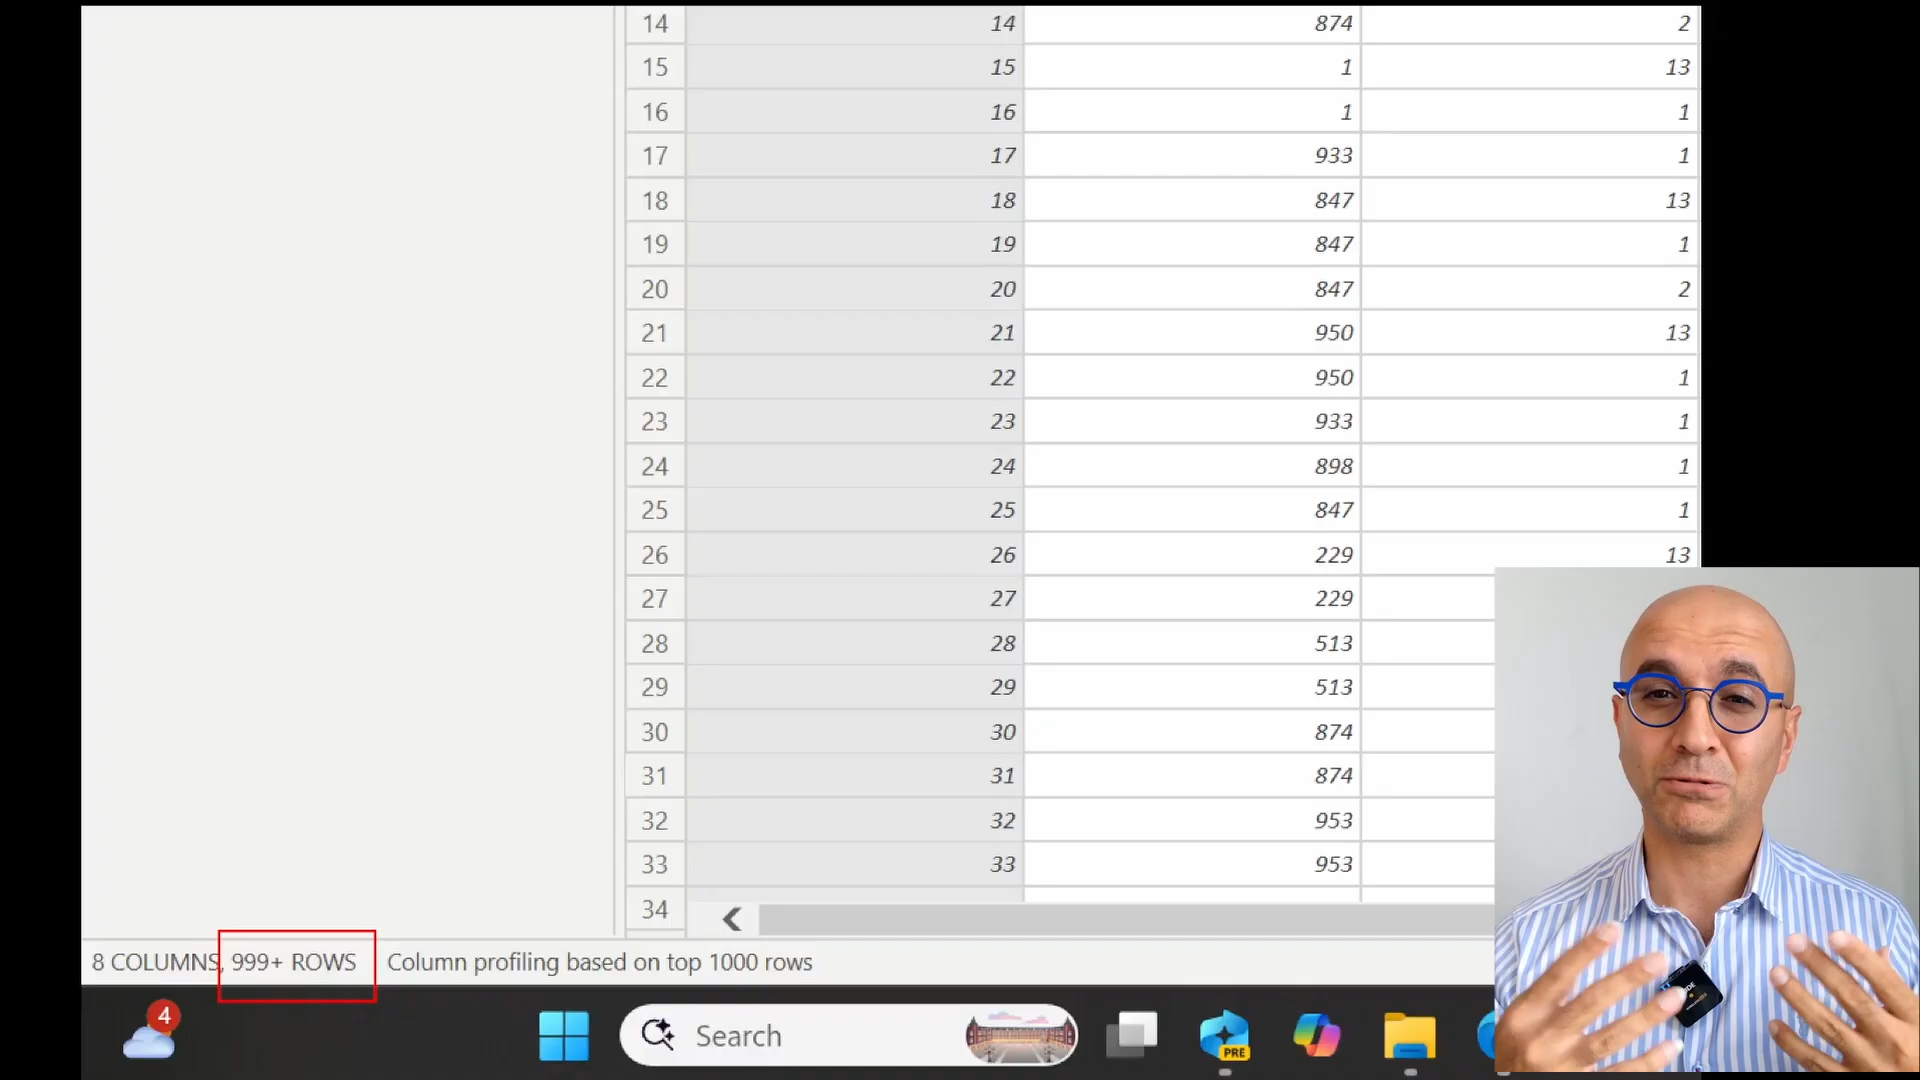 14 14 874 2
15 15 1 13
16 16 1 1
17 17 933 1
18 18 847 13
19 19 847 1
20 20 847 2
21 21 950 13
22 22 950 1
23 23 933 1
24 24 898 1
25 25 847 1
26 26 229 13
27 27 229
28 28 513
29 29 513
30 30 874
31 31 874
32 32 953
33 33 953
34
8 COLUMNS, 999+ ROWS Column profiling based on top 1000 rows
4
Search
PRE